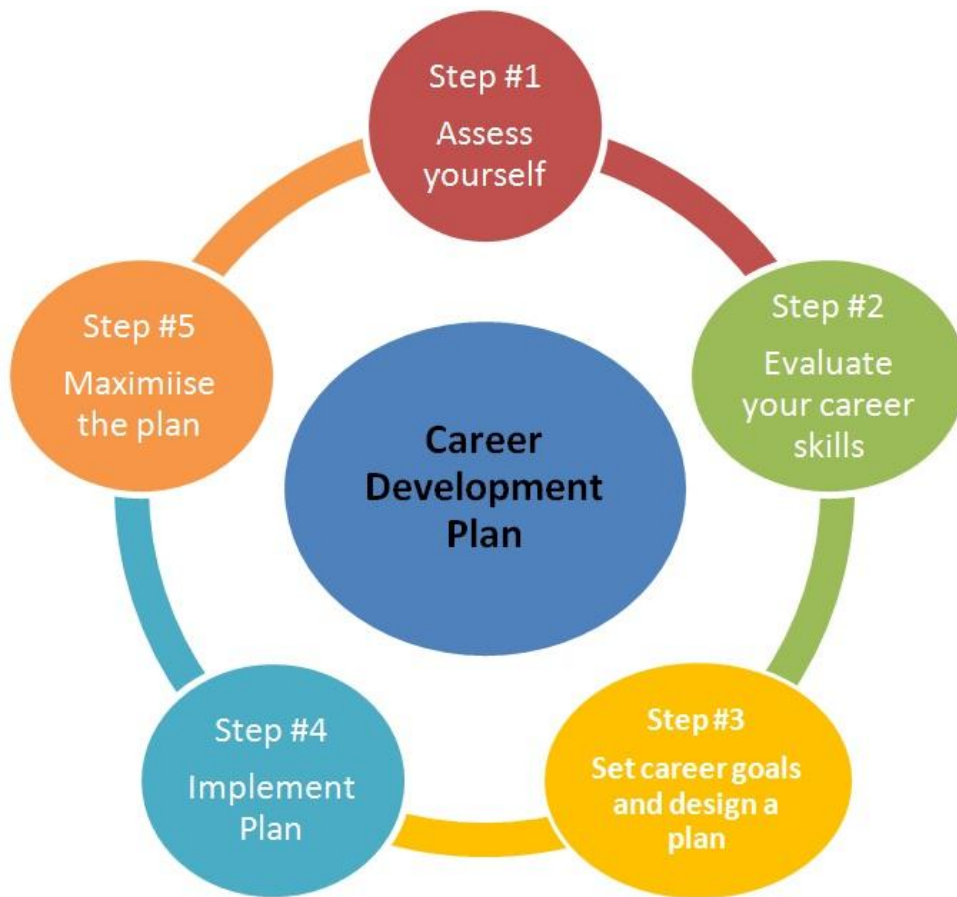 Step #1
Assess
yourself
Step #2
Evaluate
your career
skills
Step #3
Set career goals
and design a
plan
Step #4
Implement
Plan
Step #5
Maximiise
the plan
Career
Development
Plan